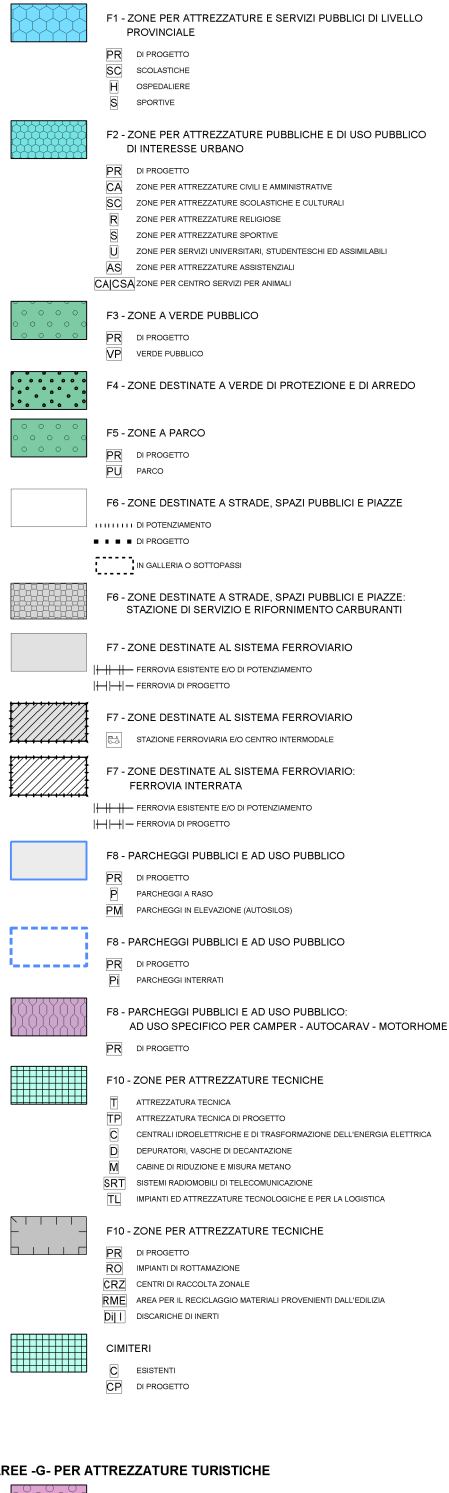 F1 - ZONE PER ATTREZZATURE E SERVIZI PUBBLICI DI LIVELLO
PROVINCIALE
PR DI PROGETTO
SC SCOLASTICHE
H OSPEDALIERE
S SPORTIVE
F2 - ZONE PER ATTREZZATURE PUBBLICHE E DI USO PUBBLICO
DI INTERESSE URBANO
PR DI PROGETTO
CA ZONE PER ATTREZZATURE CIVILI E AMMINISTRATIVE
SC ZONE PER ATTREZZATURE SCOLASTICHE E CULTURALI
R ZONE PER ATTREZZATURE RELIGIOSE
S ZONE PER ATTREZZATURE SPORTIVE
U ZONE PER SERVIZI UNIVERSITARI, STUDENTESCHI ED ASSIMILABILI
AS ZONE PER ATTREZZATURE ASSISTENZIALI
CA|CSA ZONE PER CENTRO SERVIZI PER ANIMALI
F3 - ZONE A VERDE PUBBLICO
PR DI PROGETTO
VP VERDE PUBBLICO
F4 - ZONE DESTINATE A VERDE DI PROTEZIONE E DI ARREDO
F5 - ZONE A PARCO
PR DI PROGETTO
PU PARCO
F6 - ZONE DESTINATE A STRADE, SPAZI PUBBLICI E PIAZZE
DI POTENZIAMENTO
DI PROGETTO
IN GALLERIA O SOTTOPASSI
F6 - ZONE DESTINATE A STRADE, SPAZI PUBBLICI E PIAZZE:
STAZIONE DI SERVIZIO E RIFORNIMENTO CARBURANTI
F7 - ZONE DESTINATE AL SISTEMA FERROVIARIO
FERROVIA ESISTENTE E/O DI POTENZIAMENTO
FERROVIA DI PROGETTO
F7 - ZONE DESTINATE AL SISTEMA FERROVIARIO
STAZIONE FERROVIARIA E/O CENTRO INTERMODALE
F7 - ZONE DESTINATE AL SISTEMA FERROVIARIO:
FERROVIA INTERRATA
FERROVIA ESISTENTE E/O DI POTENZIAMENTO
FERROVIA DI PROGETTO
F8 - PARCHEGGI PUBBLICI E AD USO PUBBLICO
PR DI PROGETTO
P PARCHEGGI A RASO
PM PARCHEGGI IN ELEVAZIONE (AUTOSILOS)
F8 - PARCHEGGI PUBBLICI E AD USO PUBBLICO
PR DI PROGETTO
Pi PARCHEGGI INTERRATI
F8 - PARCHEGGI PUBBLICI E AD USO PUBBLICO:
AD USO SPECIFICO PER CAMPER - AUTOCARAV - MOTORHOME
PR DI PROGETTO
F10 - ZONE PER ATTREZZATURE TECNICHE
T ATTREZZATURA TECNICA
TP ATTREZZATURA TECNICA DI PROGETTO
C CENTRALI IDROELETTRICHE E DI TRASFORMAZIONE DELL'ENERGIA ELETTRICA
D DEPURATORI, VASCHE DI DECANTAZIONE
M CABINE DI RIDUZIONE E MISURA METANO
SRT SISTEMI RADIOMOBILI DI TELECOMUNICAZIONE
TL IMPIANTI ED ATTREZZATURE TECNOLOGICHE E PER LA LOGISTICA
F10 - ZONE PER ATTREZZATURE TECNICHE
PR DI PROGETTO
RO IMPIANTI DI ROTTAMAZIONE
CRZ CENTRI DI RACCOLTA ZONALE
RME AREA PER IL RECICLAGGIO MATERIALI PROVENIENTI DALL'EDILIZIA
Di| I DISCARICHE DI INERTI
CIMITERI
C ESISTENTI
CP DI PROGETTO
REE -G- PER ATTREZZATURE TURISTICHE